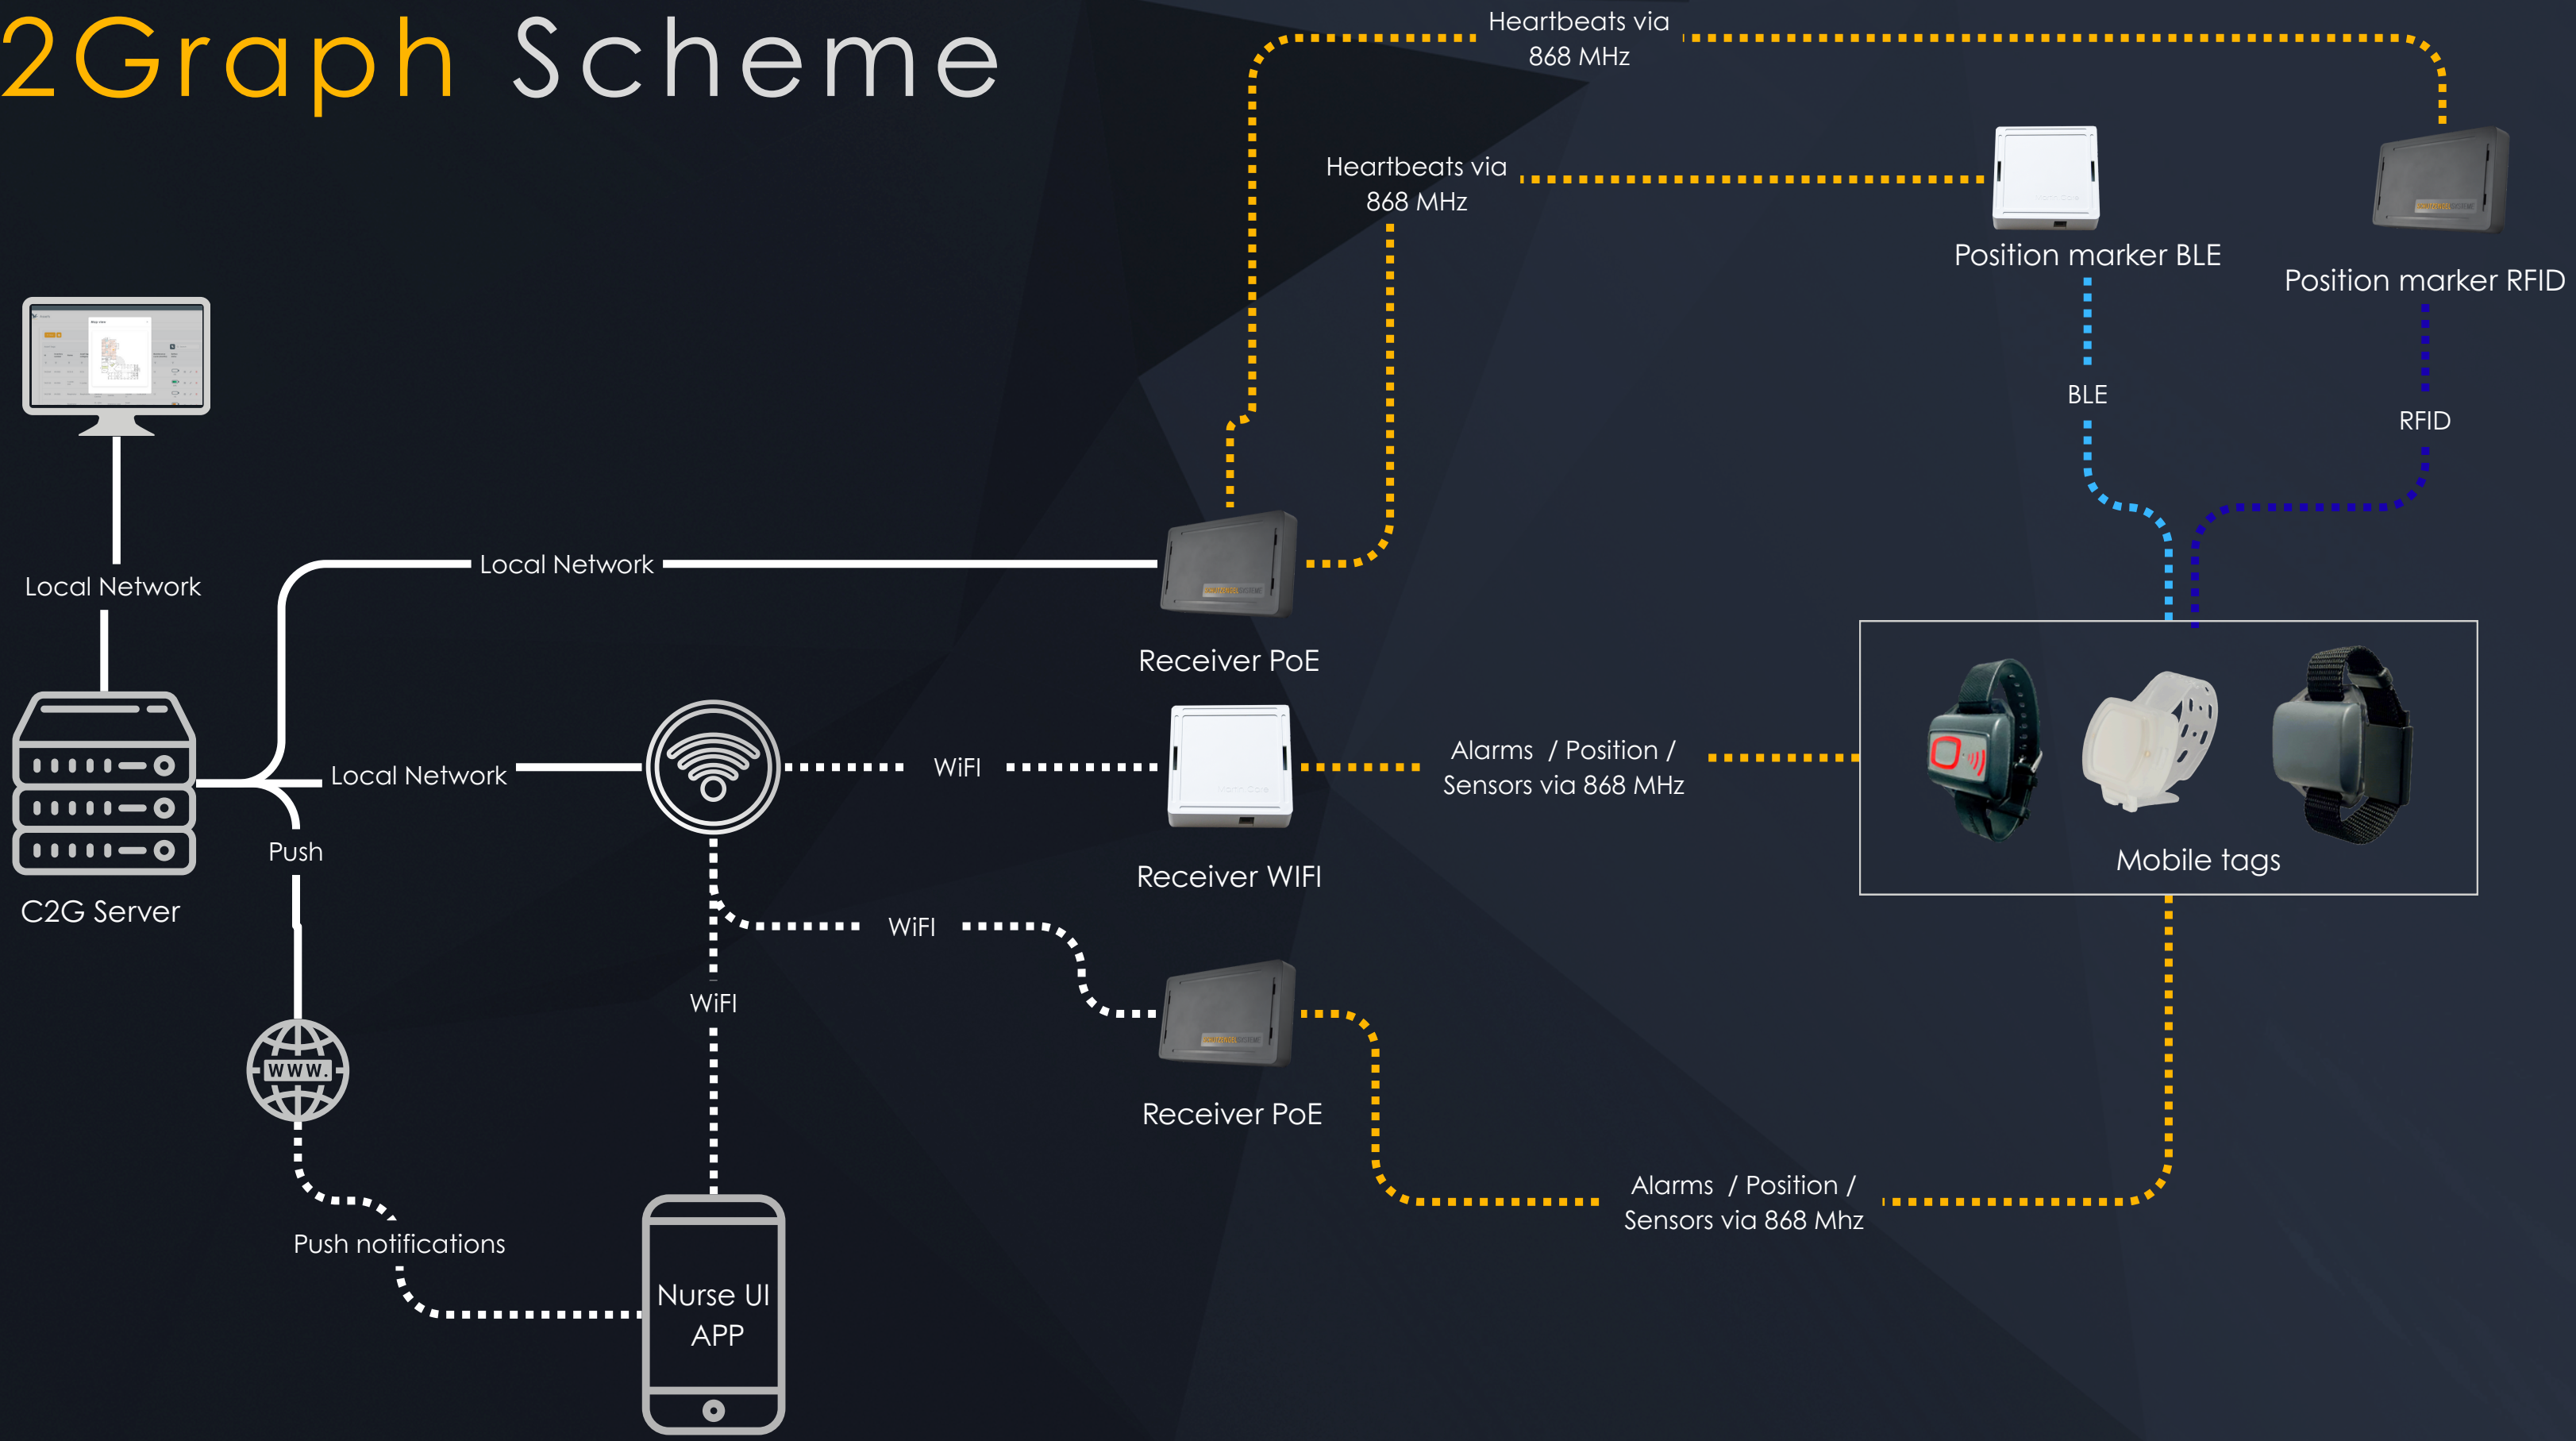 2Graph Scheme
Heartbeats via
868 MHz
Heartbeats via
868 MHz
Position marker BLE
Position marker RFID
BLE
RFID
Local Network
Local Network
Receiver PoE
Local Network
WiFI
Receiver WIFI
Alarms / Position /
Sensors via 868 MHz
Mobile tags
Push
C2G Server
WiFI
WiFI
WWW.
Receiver PoE
Alarms / Position /
Sensors via 868 Mhz
Push notifications
Nurse UI
APP